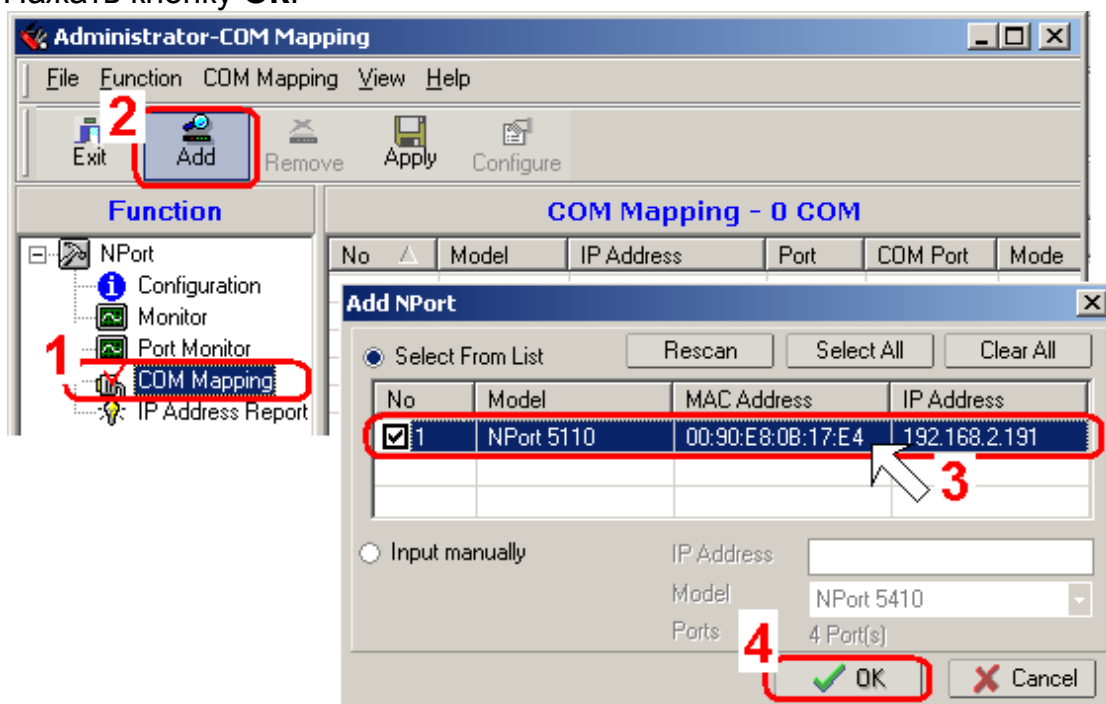 Нажать кнопку OK.
Administrator-COM Mapping
File Function COM Mapping View Help
2
Exit Add Remove Apply Configure
Function
COM Mapping - 0 COM
NPort
Configuration
Monitor
Port Monitor
1
COM Mapping
IP Address Report
No Model IP Address Port COM Port Mode
Add NPort
Select From List Rescan Select All Clear All
No Model MAC Address IP Address
1 NPort 5110 00:90:E8:0B:17:E4 192.168.2.191
3
Input manually IP Address
Model NPort 5410
Ports 4 Port(s)
4
OK Cancel